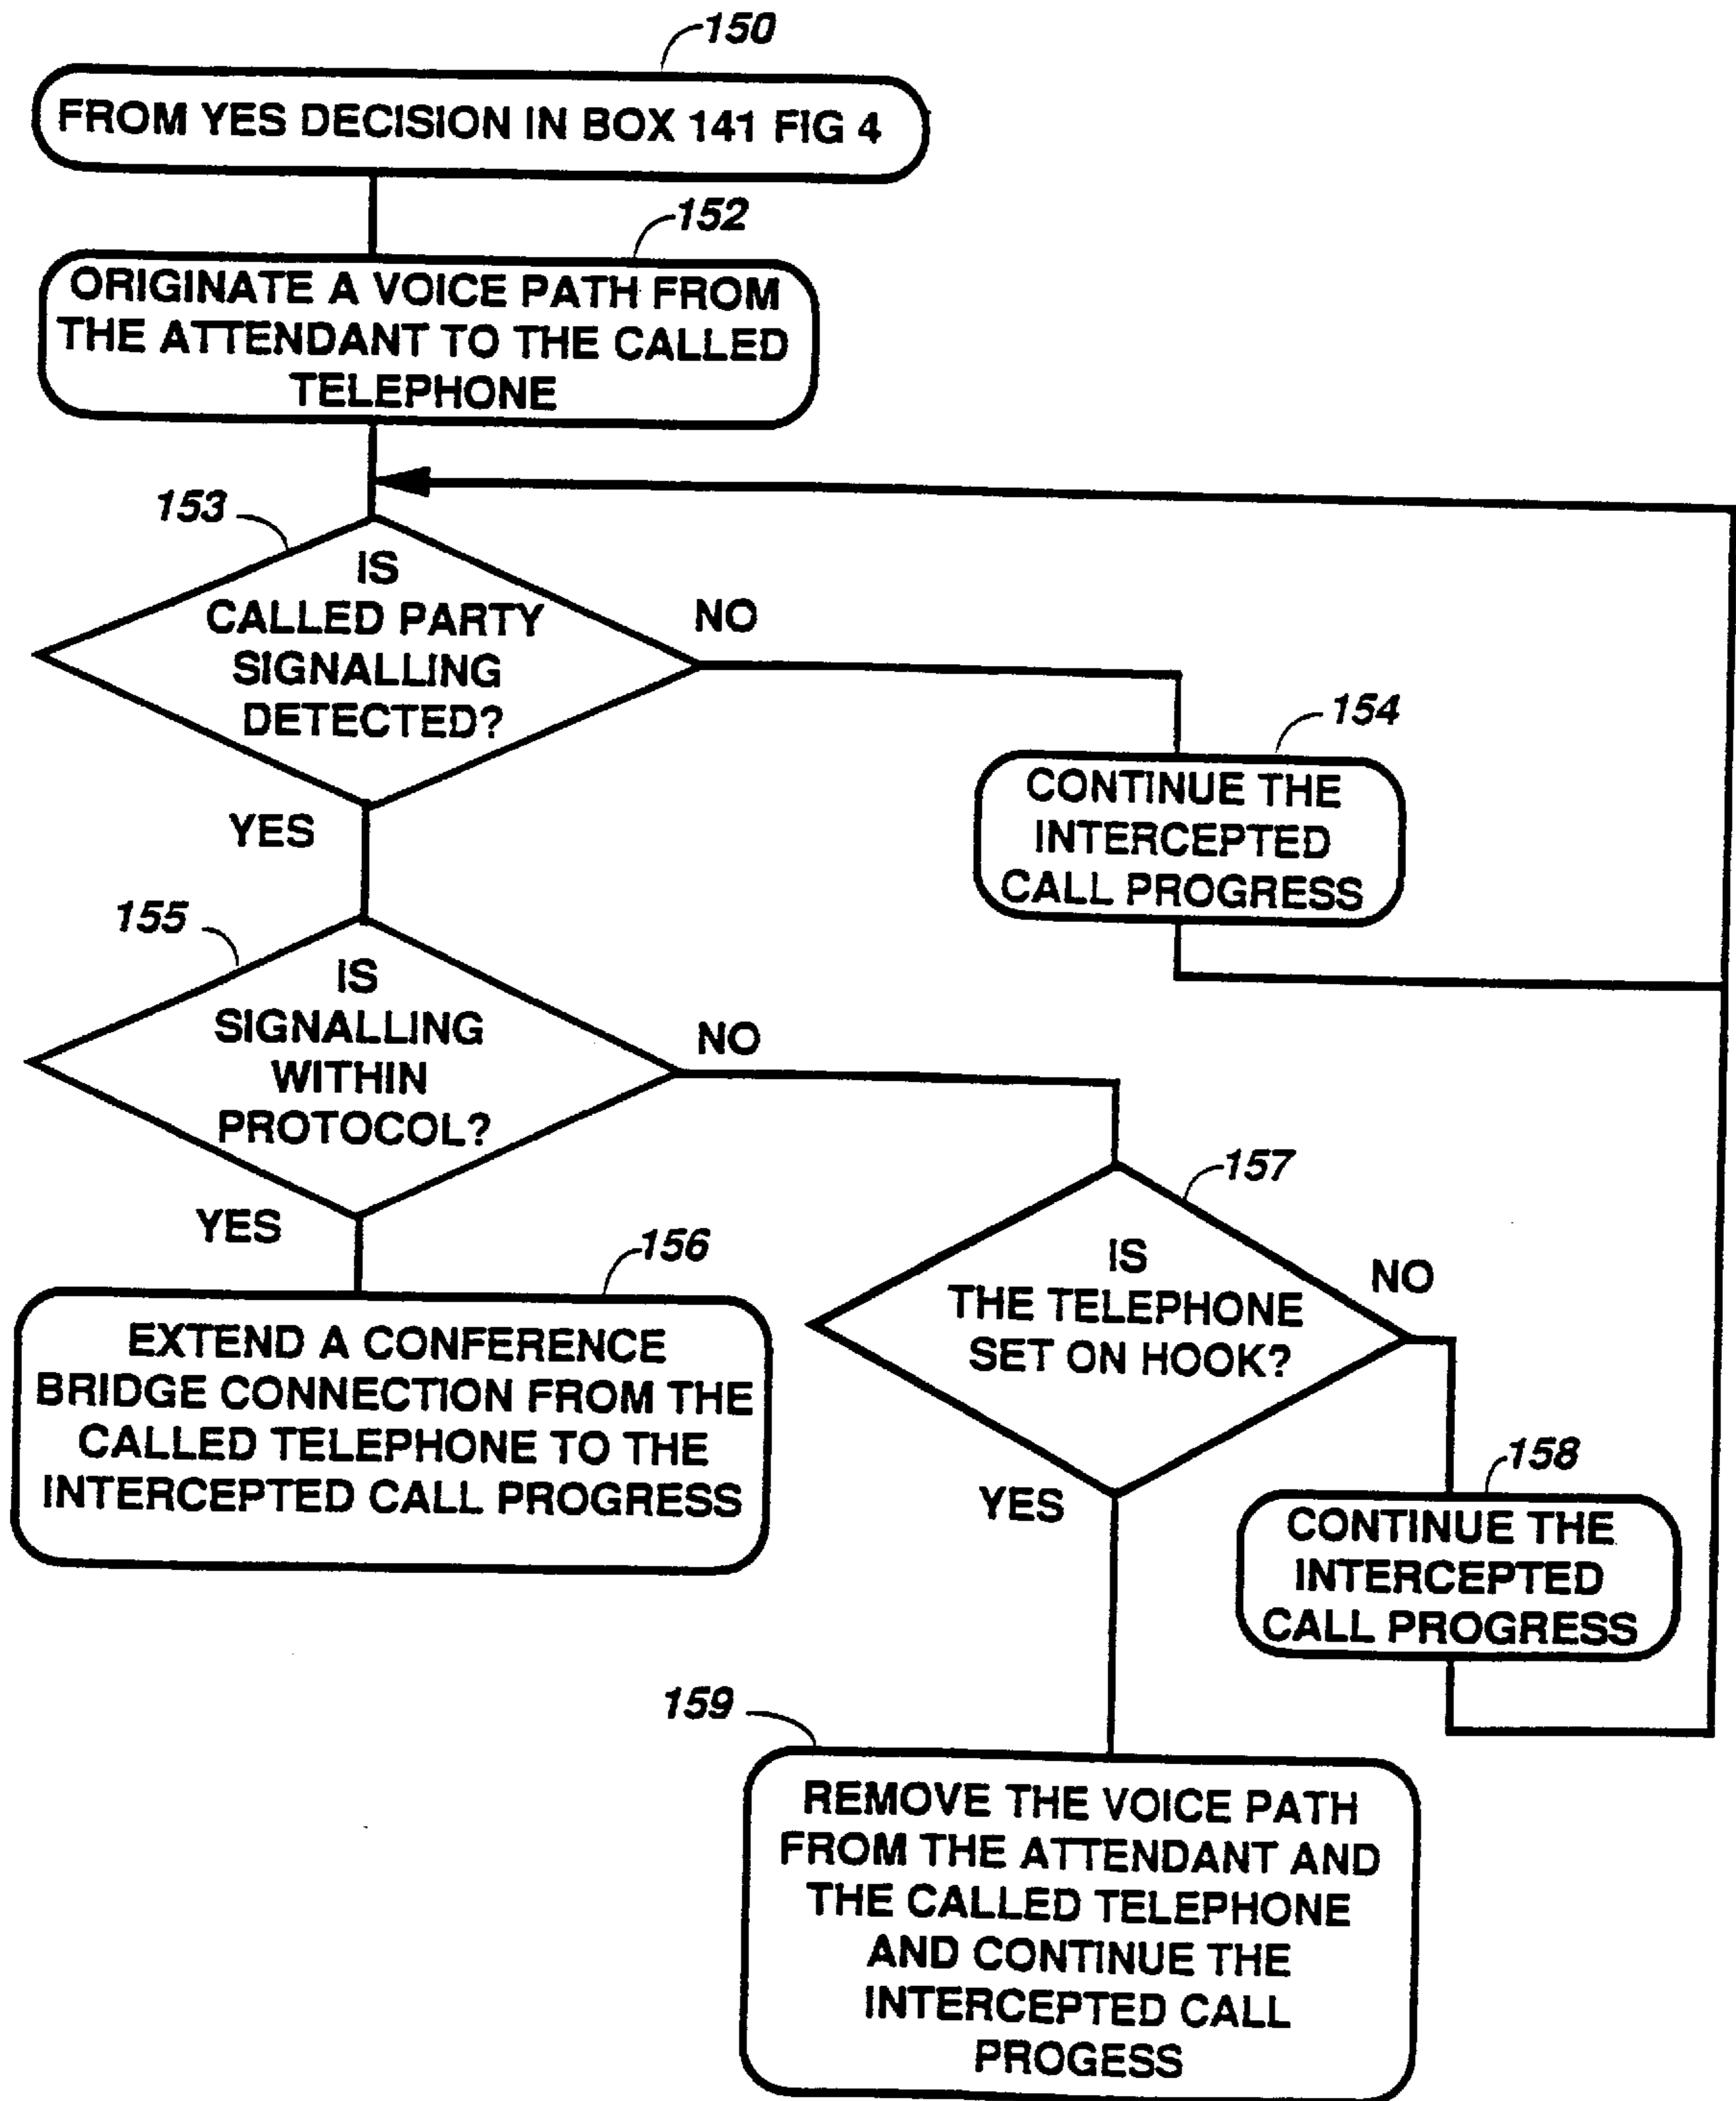 150
FROM YES DECISION IN BOX 141 FIG 4
152
ORIGINATE A VOICE PATH FROM
THE ATTENDANT TO THE CALLED
TELEPHONE
153
IS
CALLED PARTY
SIGNALLING
DETECTED?
NO
YES
154
CONTINUE THE
INTERCEPTED
CALL PROGRESS
155
IS
SIGNALLING
WITHIN
PROTOCOL?
NO
YES
156
EXTEND A CONFERENCE
BRIDGE CONNECTION FROM THE
CALLED TELEPHONE TO THE
INTERCEPTED CALL PROGRESS
157
IS
THE TELEPHONE
SET ON HOOK?
NO
YES
158
CONTINUE THE
INTERCEPTED
CALL PROGRESS
159
REMOVE THE VOICE PATH
FROM THE ATTENDANT AND
THE CALLED TELEPHONE
AND CONTINUE THE
INTERCEPTED CALL
PROGESS